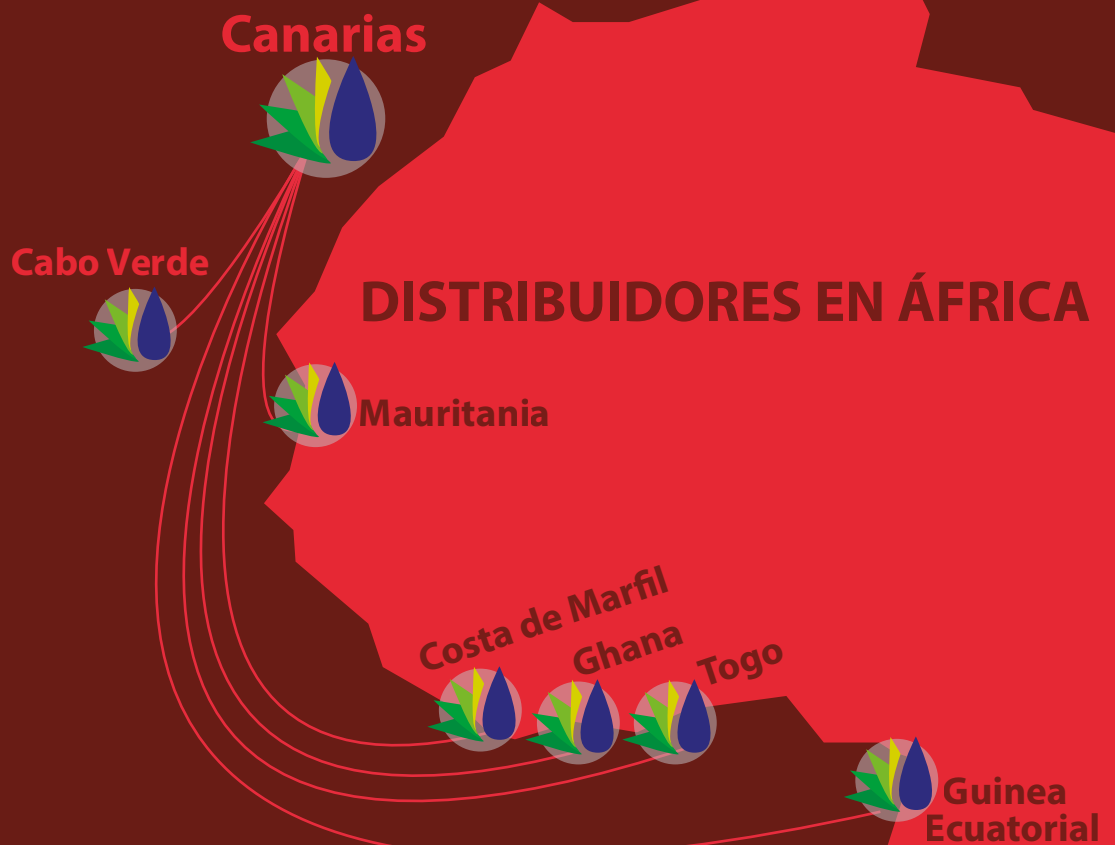 Canarias
Cabo Verde
DISTRIBUIDORES EN ÁFRICA
Mauritania
Costa de Marfil
Ghana
Togo
Guinea
Ecuatorial